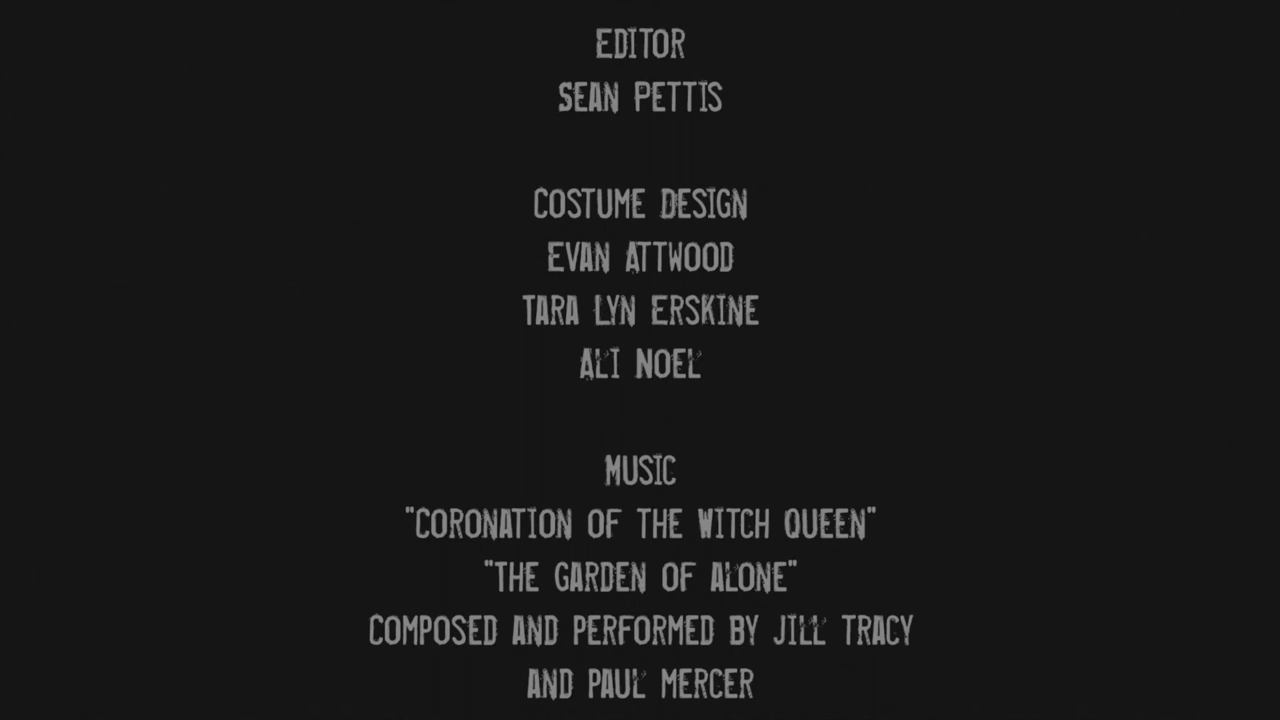 EDITOR
SEAN PETTIS
COSTUME DESIGN
EVAN ATTWOOD
TARA LYN ERSKINE
ALI NOEL
MUSIC
"CORONATION OF THE WITCH QUEEN"
"THE GARDEN OF ALONE"
COMPOSED AND PERFORMED BY JILL TRACY
AND PAUL MERCER